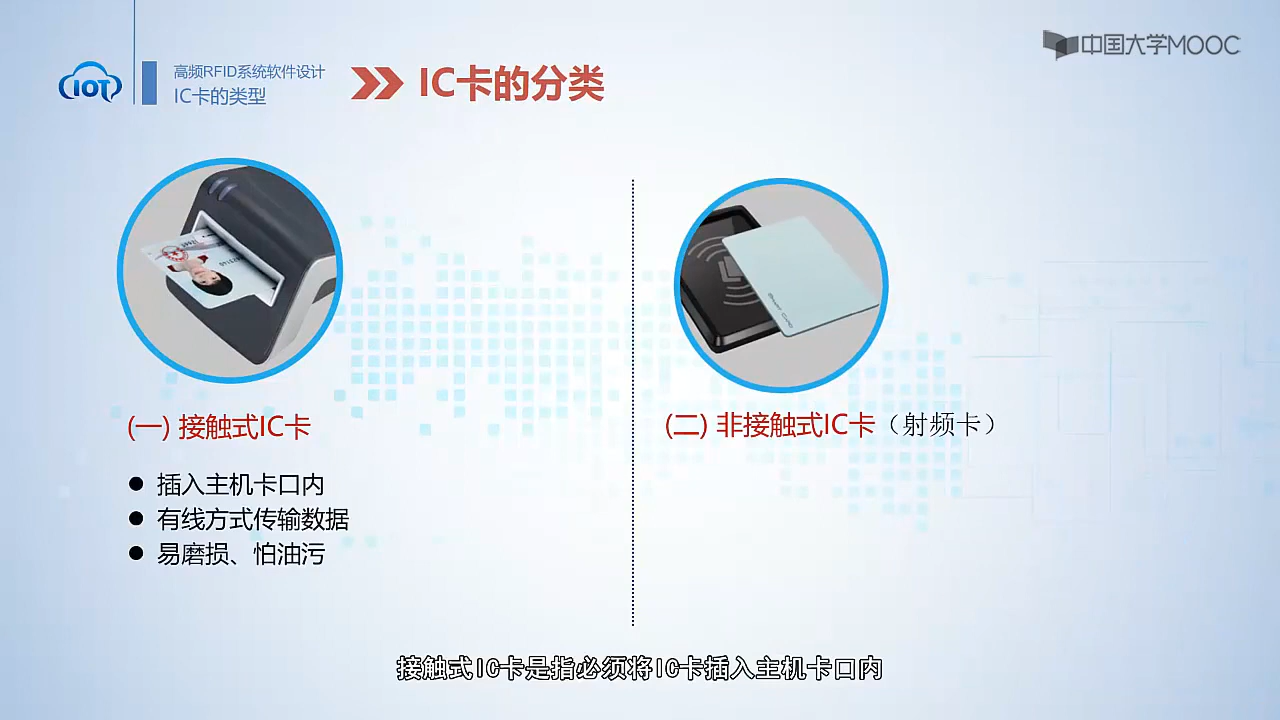 中国大学MOOC
IOT
高频RFID系统软件设计
IC卡的类型
IC卡的分类
(一) 接触式IC卡
● 插入主机卡口内
● 有线方式传输数据
● 易磨损、怕油污
(二) 非接触式IC卡（射频卡）
接触式IC卡是指必须将IC卡插入主机卡口内